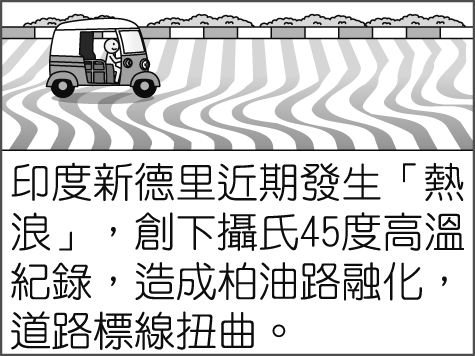 印度新德里近期發生「熱
浪」，創下攝氏45度高溫
紀錄，造成柏油路融化，
道路標線扭曲。